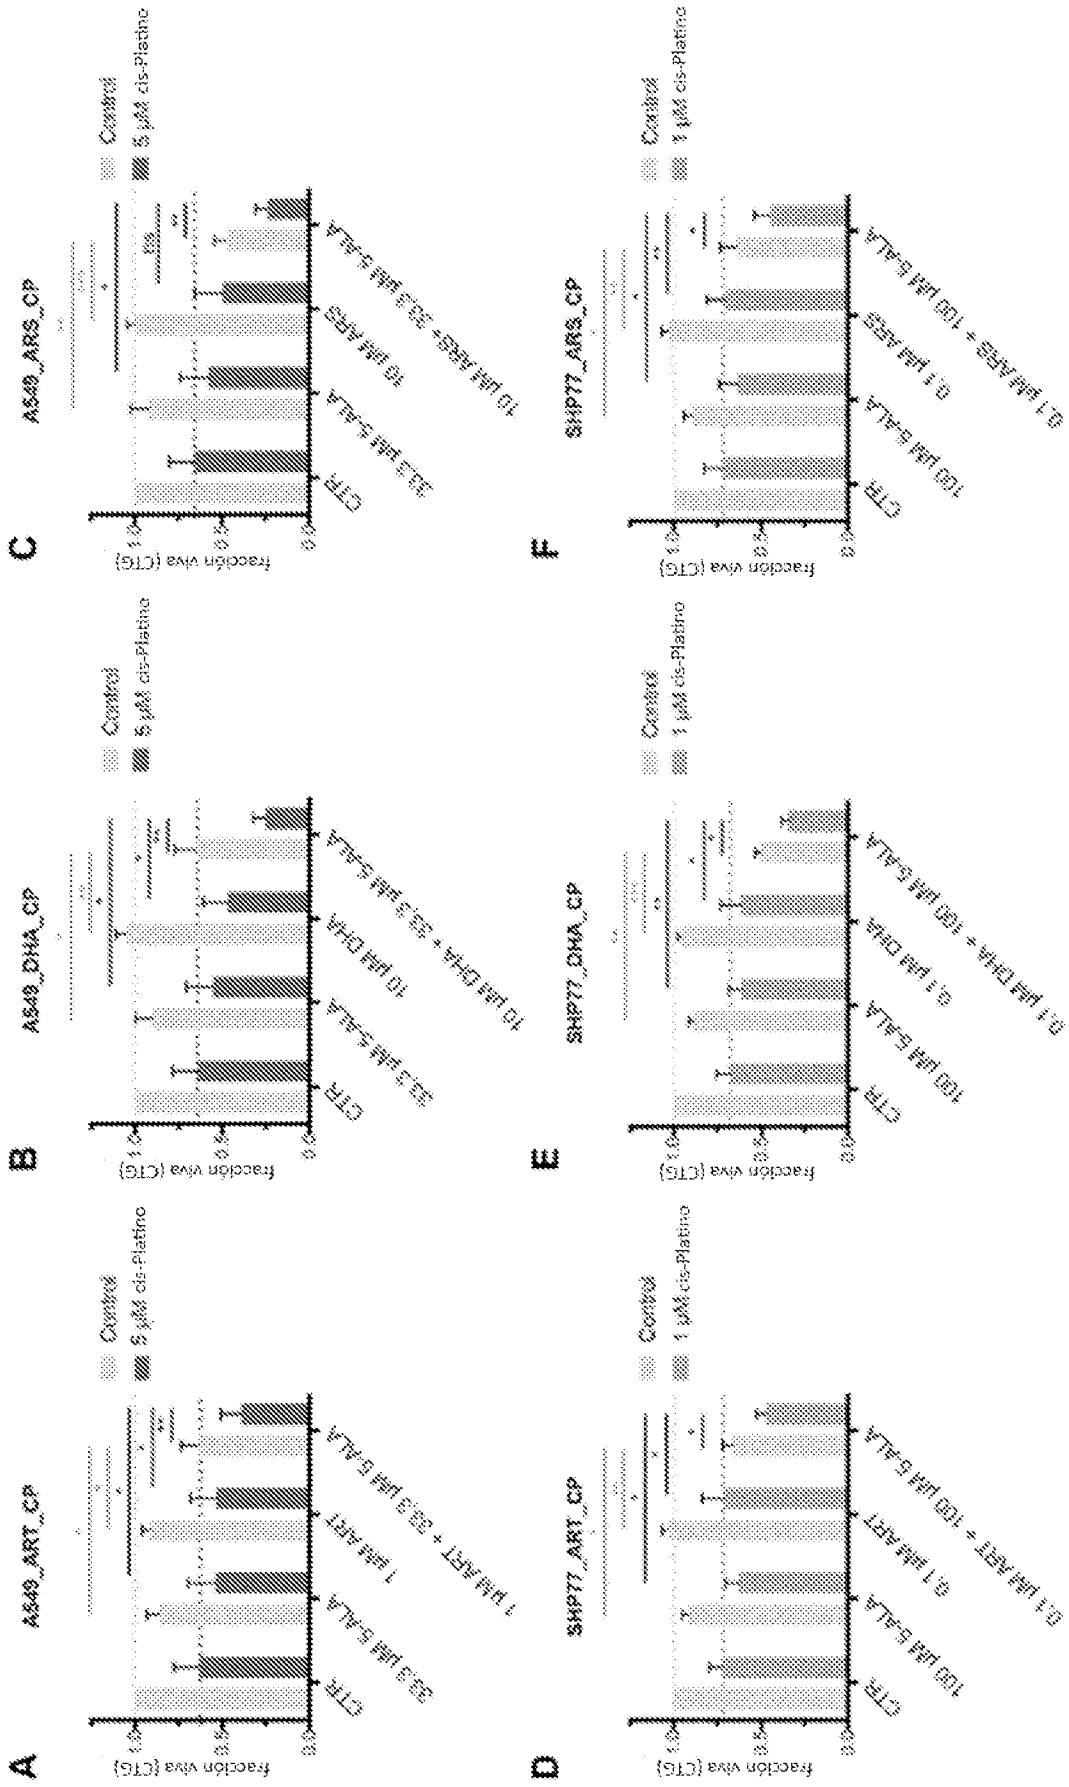 A
A549_ART_CP
fracción viva (CTG)
1.0
0.5
0.0
CTR
33.3 µM 5-ALA
1 µM ART
1 µM ART + 33.3 µM 5-ALA
Control
5 µM cis-Platino
B
A549_DHA_CP
fracción viva (CTG)
1.0
0.5
0.0
CTR
33.3 µM 5-ALA
10 µM DHA
10 µM DHA + 33.3 µM 5-ALA
Control
5 µM cis-Platino
C
A549_ARS_CP
fracción viva (CTG)
1.0
0.5
0.0
CTR
33.3 µM 5-ALA
10 µM ARS
10 µM ARS+ 33.3 µM 5-ALA
ns
**
Control
5 µM cis-Platino
D
SHP77_ART_CP
fracción viva (CTG)
1.0
0.5
0.0
CTR
100 µM 5-ALA
0,1 µM ART
0,1 µM ART + 100 µM 5-ALA
Control
1 µM cis-Platino
E
SHP77_DHA_CP
fracción viva (CTG)
1.0
0.5
0.0
CTR
100 µM 5-ALA
0,1 µM DHA
0,1 µM DHA + 100 µM 5-ALA
Control
1 µM cis-Platino
F
SHP77_ARS_CP
fracción viva (CTG)
1.0
0.5
0.0
CTR
100 µM 5-ALA
0,1 µM ARS
0,1 µM ARS + 100 µM 5-ALA
Control
1 µM cis-Platino